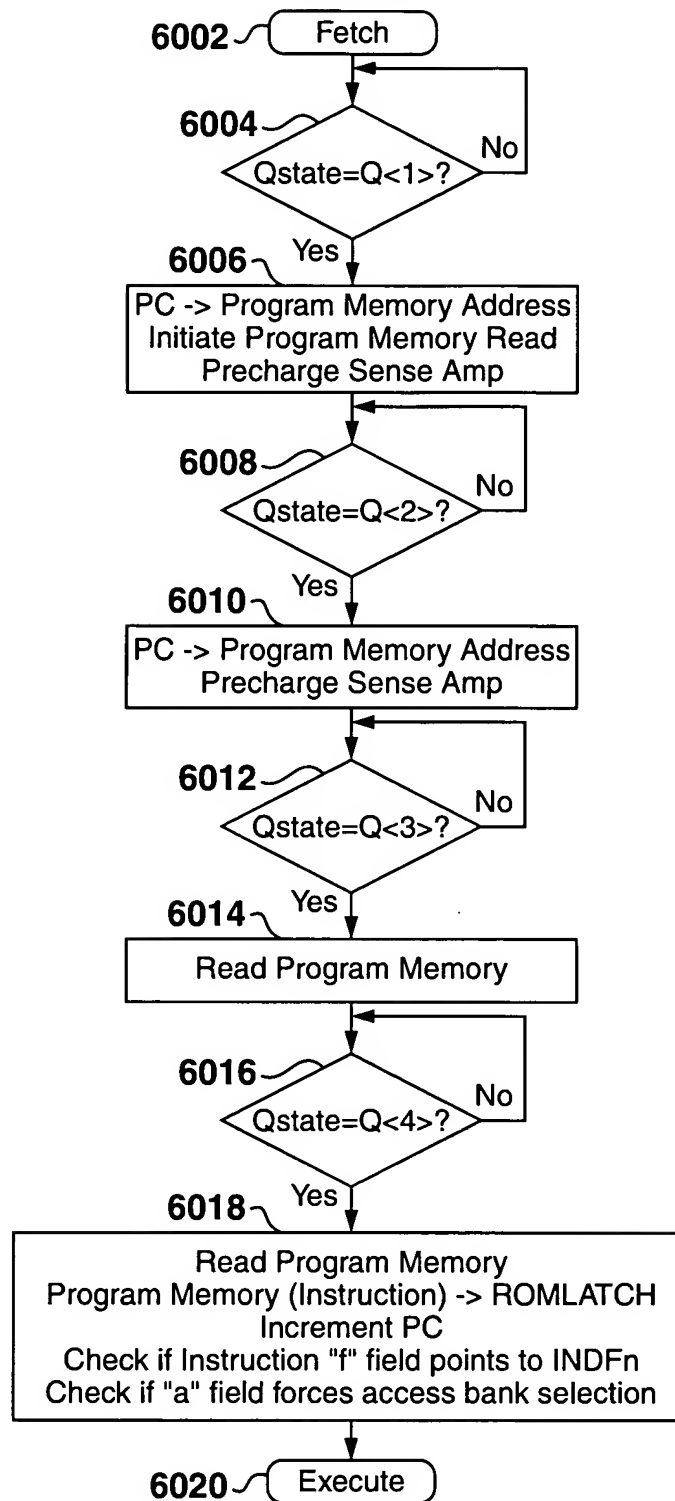 6002
Fetch
6004
Qstate=Q<1>?
No
Yes
6006
PC -> Program Memory Address
Initiate Program Memory Read
Precharge Sense Amp
6008
Qstate=Q<2>?
No
Yes
6010
PC -> Program Memory Address
Precharge Sense Amp
6012
Qstate=Q<3>?
No
Yes
6014
Read Program Memory
6016
Qstate=Q<4>?
No
Yes
6018
Read Program Memory
Program Memory (Instruction) -> ROMLATCH
Increment PC
Check if Instruction "f" field points to INDFn
Check if "a" field forces access bank selection
6020
Execute